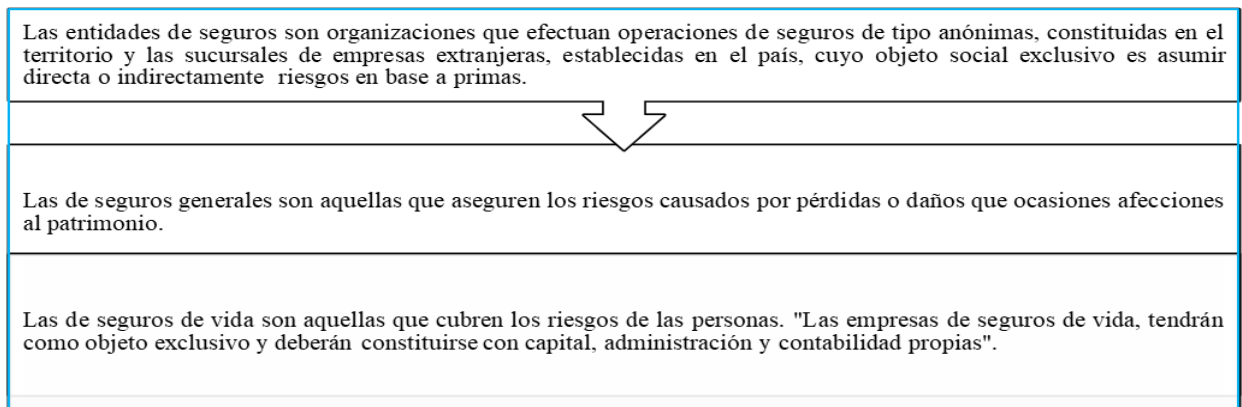 Las entidades de seguros son organizaciones que efectuan operaciones de seguros de tipo anónimas, constituidas en el
territorio y las sucursales de empresas extranjeras, establecidas en el país, cuyo objeto social exclusivo es asumir
directa o indirectamente riesgos en base a primas.
Las de seguros generales son aquellas que aseguren los riesgos causados por pérdidas o daños que ocasiones afecciones
al patrimonio.
Las de seguros de vida son aquellas que cubren los riesgos de las personas. "Las empresas de seguros de vida, tendrán
como objeto exclusivo y deberán constituirse con capital, administración y contabilidad propias".